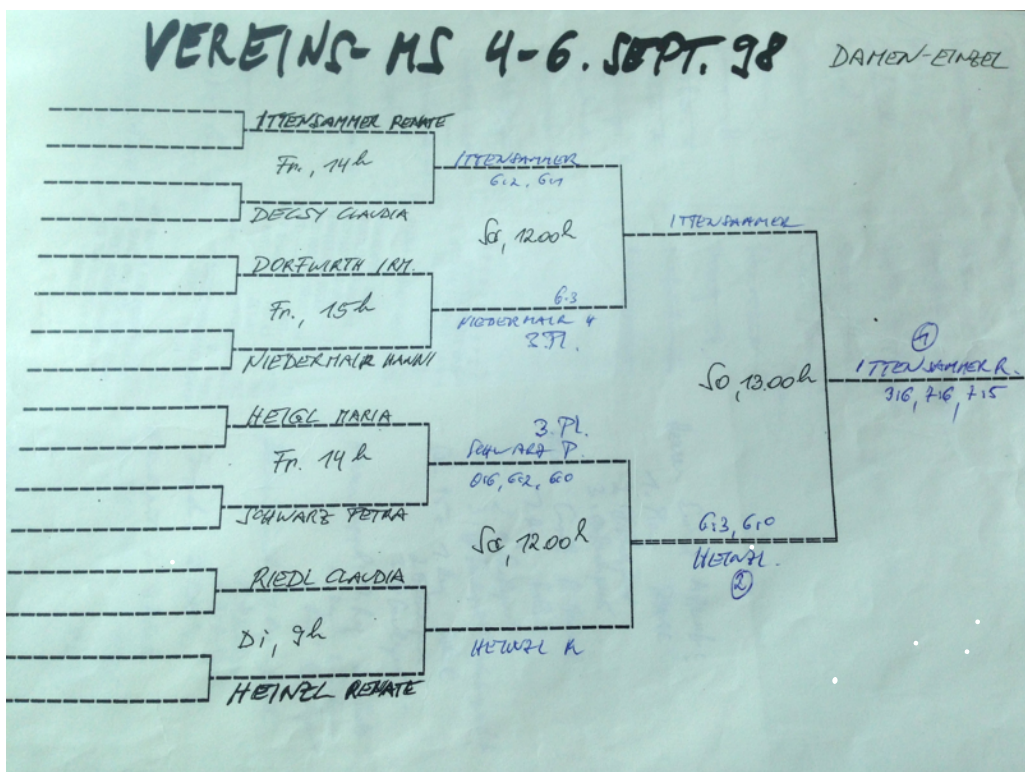 VEREINS-MS 4-6. SEPT. 98
DAMEN-EINZEL
ITTENSAMMER RENATE
Fr., 14h
DECSY CLAUDIA
DORFWIRTH IRM.
Fr., 15h
NIEDERMAIR HANNI
HEIGL MARIA
Fr. 14h
SCHWARZ PETRA
RIEDL CLAUDIA
Di, 9h
HEINZL RENATE
ITTENSAMMER
6:2, 6:1
Sa, 12.00h
6:3
NIEDERMAIR H
3.Pl.
3. Pl.
SCHWARZ P.
0:6, 6:2, 6:0
Sa, 12.00h
HEINZL R
ITTENSAMMER
So, 13.00h
6:3, 6:0
HEINZL.
2
1
ITTENSAMMER R.
3:6, 7:6, 7:5